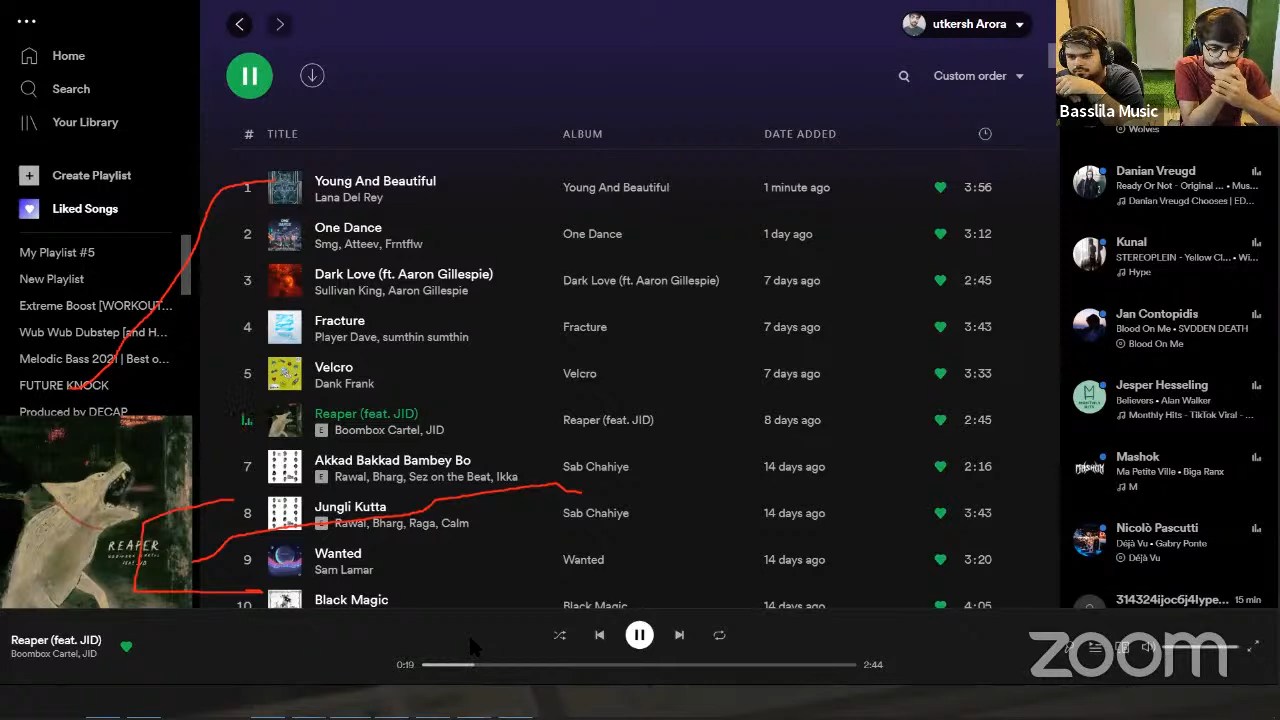 Home
Search
Your Library
Create Playlist
Liked Songs
My Playlist #5
New Playlist
Extreme Boost [WORKOUT...
Wub Wub Dubstep [and H...
Melodic Bass 2021 | Best o...
FUTURE KNOCK
Produced by DECAP
REAPER
Reaper (feat. JID)
Boombox Cartel, JID
utkersh Arora
Custom order
# TITLE ALBUM DATE ADDED
1 Young And Beautiful Young And Beautiful 1 minute ago 3:56
Lana Del Rey
2 One Dance One Dance 1 day ago 3:12
Smg, Atteev, Frntflw
3 Dark Love (ft. Aaron Gillespie) Dark Love (ft. Aaron Gillespie) 7 days ago 2:45
Sullivan King, Aaron Gillespie
4 Fracture Fracture 7 days ago 3:43
Player Dave, sumthin sumthin
5 Velcro Velcro 7 days ago 3:33
Dank Frank
Reaper (feat. JID) Reaper (feat. JID) 8 days ago 2:45
E Boombox Cartel, JID
7 Akkad Bakkad Bambey Bo Sab Chahiye 14 days ago 2:16
E Rawal, Bharg, Sez on the Beat, Ikka
8 Jungli Kutta Sab Chahiye 14 days ago 3:43
E Rawal, Bharg, Raga, Calm
9 Wanted Wanted 14 days ago 3:20
Sam Lamar
10 Black Magic Black Magic 14 days ago 4:05
0:19 2:44
Basslila Music
Wolves
Danian Vreugd
Ready Or Not - Original ... • Mus...
Danian Vreugd Chooses | ED...
Kunal
STEREOPLEIN - Yellow Cl... • Wi...
Hype
Jan Contopidis
Blood On Me • SVDDEN DEATH
Blood On Me
Jesper Hesseling
Believers • Alan Walker
Monthly Hits - TikTok Viral - ...
Mashok
Ma Petite Ville • Biga Ranx
M
Nicolò Pascutti
Déjà Vu • Gabry Ponte
Déjà Vu
314324ijoc6j4lype... 15 min
zoom